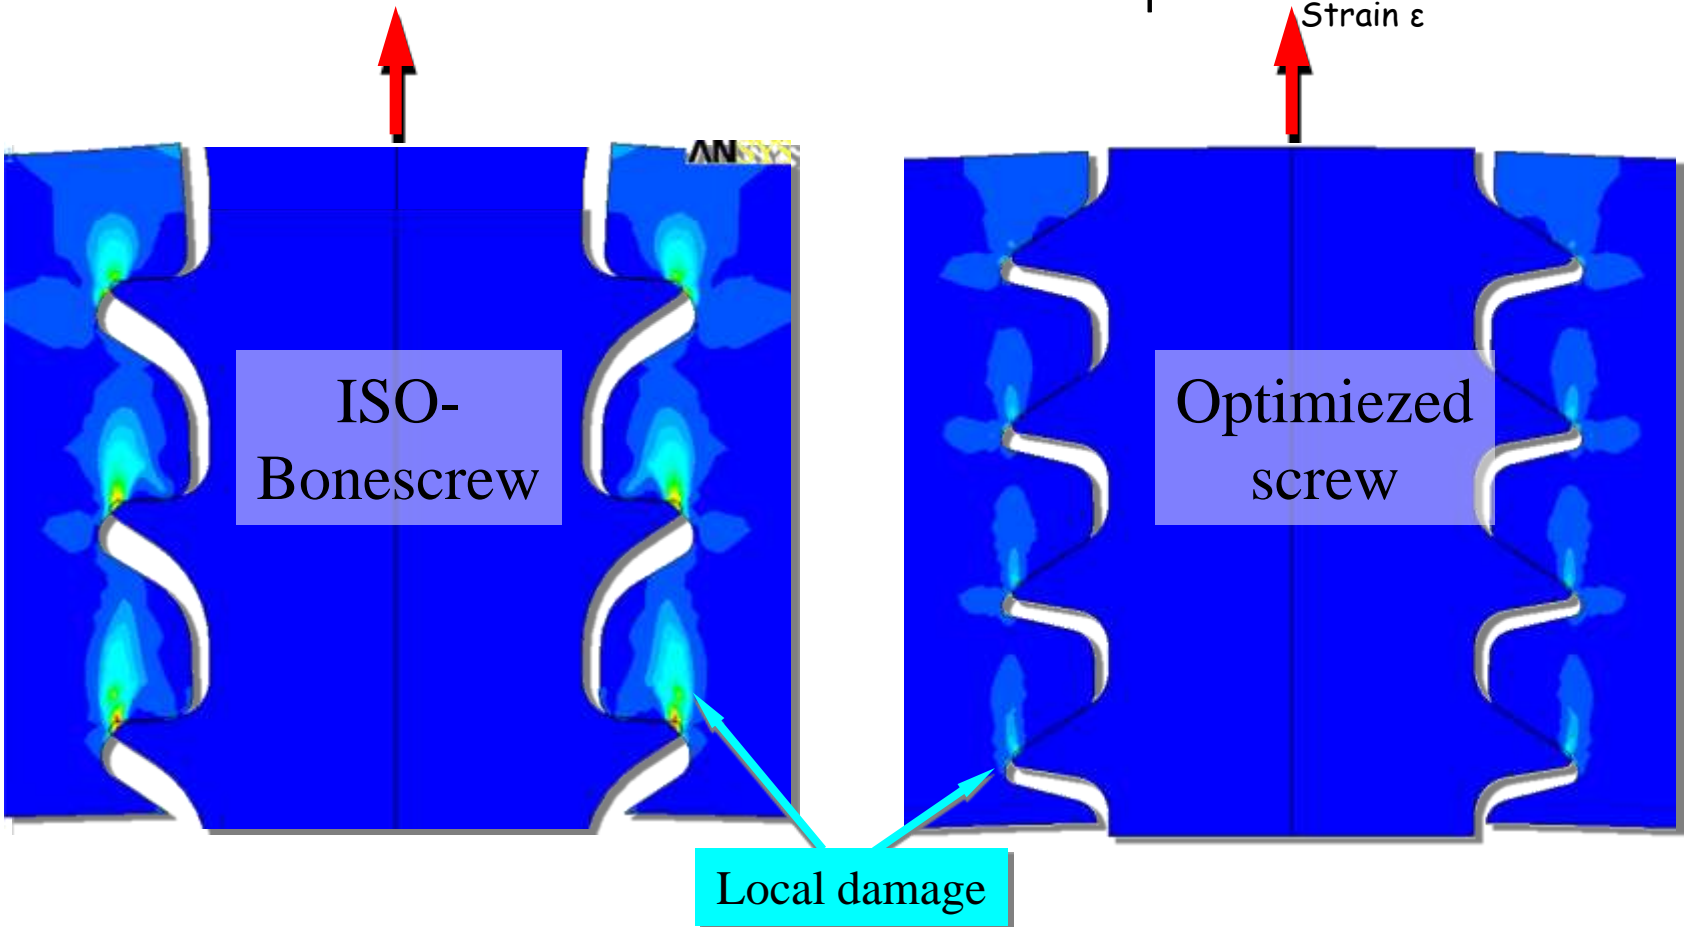 Strain ε
ISO-
Bonescrew
Optimiezed
screw
Local damage